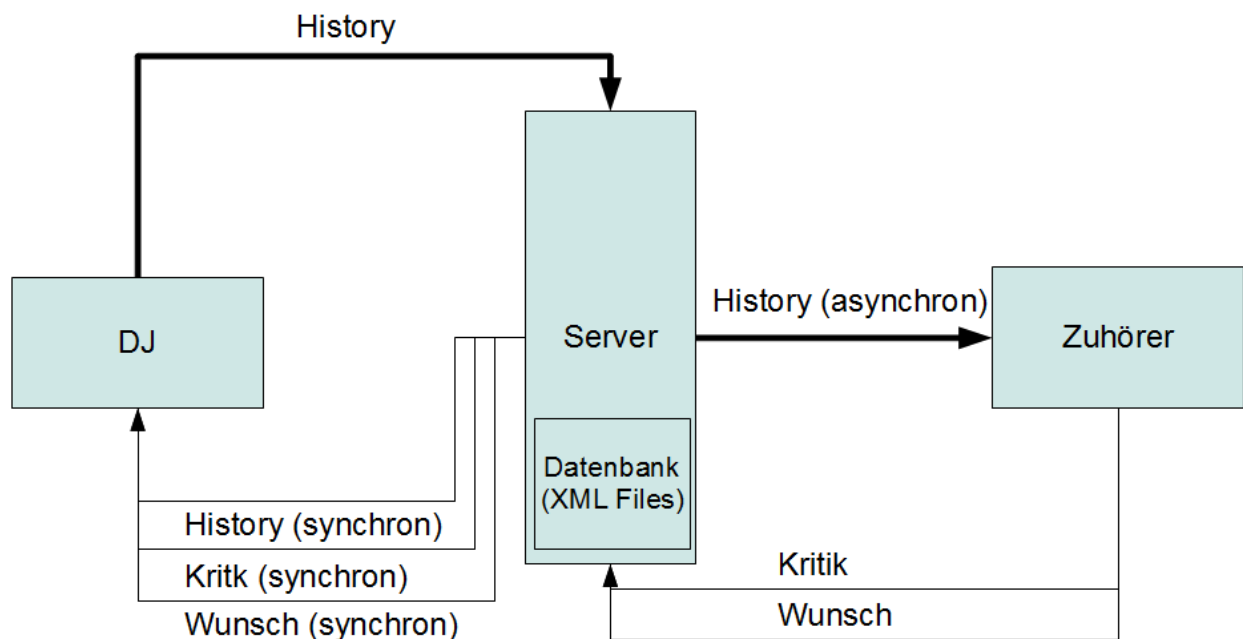 History
DJ
Server
History (asynchron)
Zuhörer
Datenbank
(XML Files)
History (synchron)
Kritk (synchron)
Wunsch (synchron)
Kritik
Wunsch